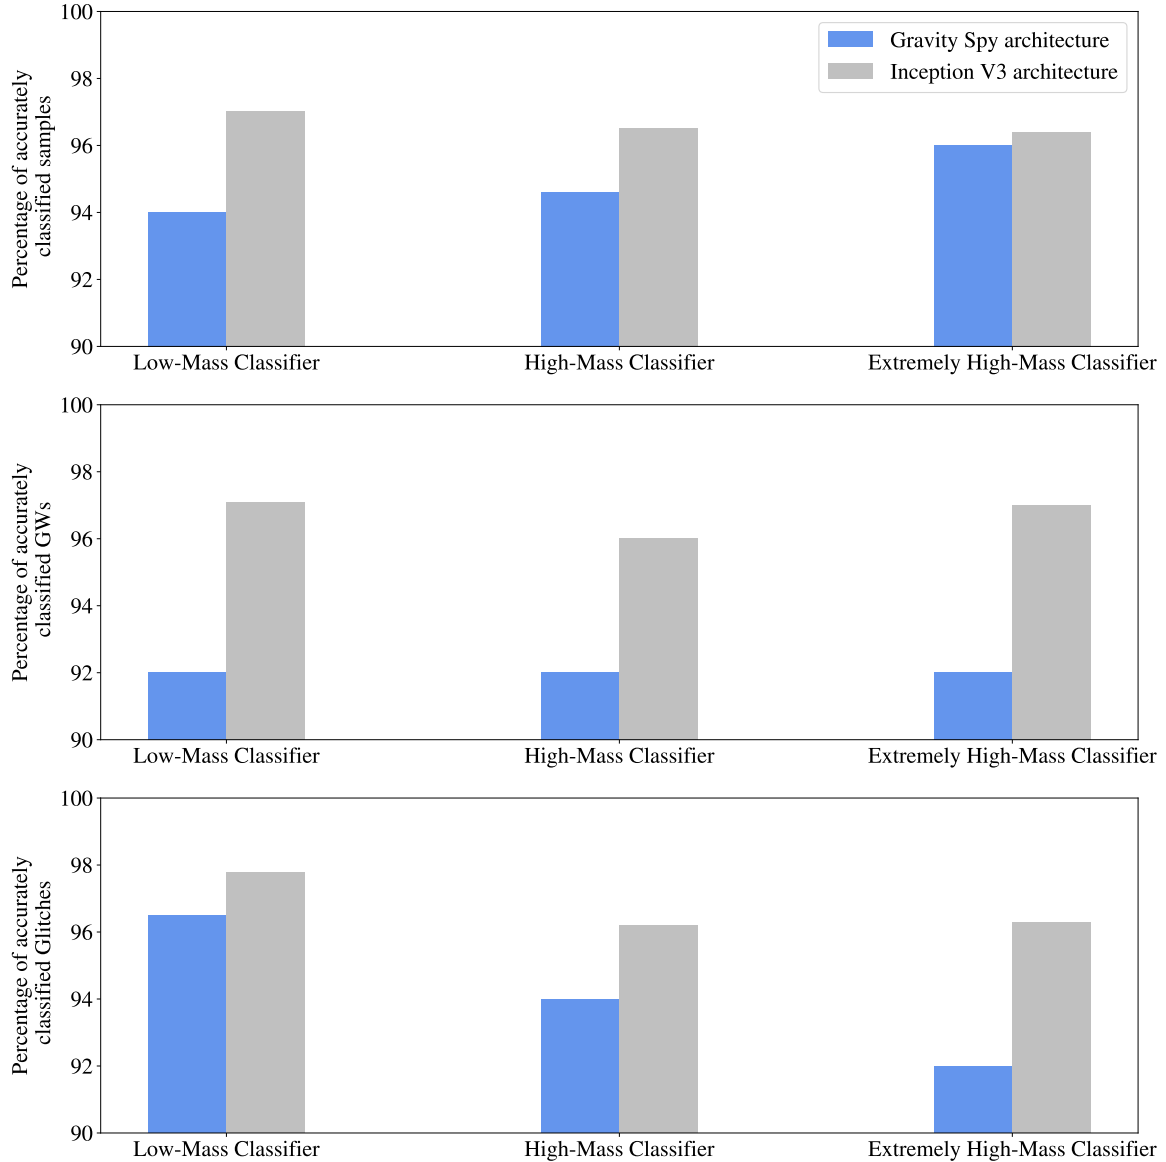 100
98
96
94
92
90
Percentage of accurately
classified samples
Gravity Spy architecture
Inception V3 architecture
Low-Mass Classifier
High-Mass Classifier
Extremely High-Mass Classifier
100
98
96
94
92
90
Percentage of accurately
classified GWs
Low-Mass Classifier
High-Mass Classifier
Extremely High-Mass Classifier
100
98
96
94
92
90
Percentage of accurately
classified Glitches
Low-Mass Classifier
High-Mass Classifier
Extremely High-Mass Classifier